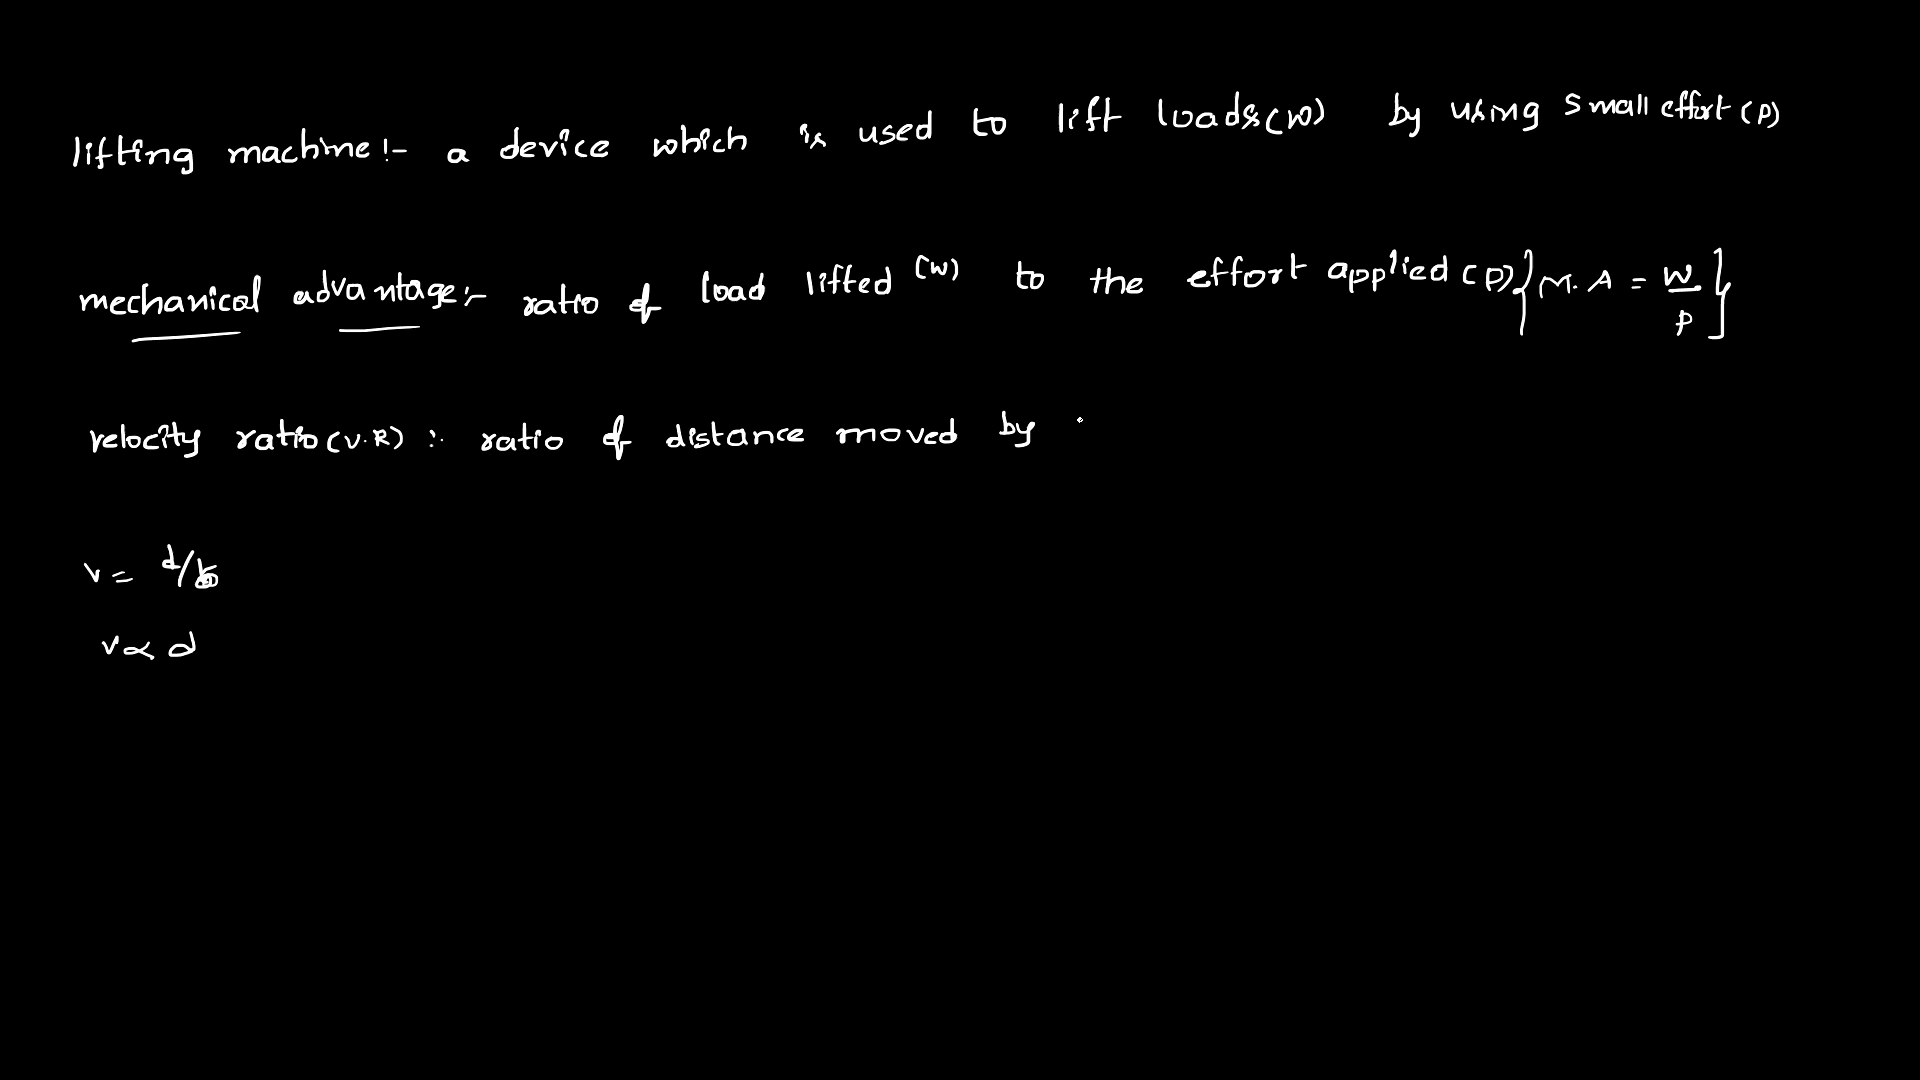 lifting machine :- a device which is used to lift loads (W) by using small effort (P)
mechanical advantage :- ratio of load lifted (W) to the effort applied (P) { M.A = W/P }
velocity ratio (V.R) :- ratio of distance moved by
v = d/t
v ∝ d